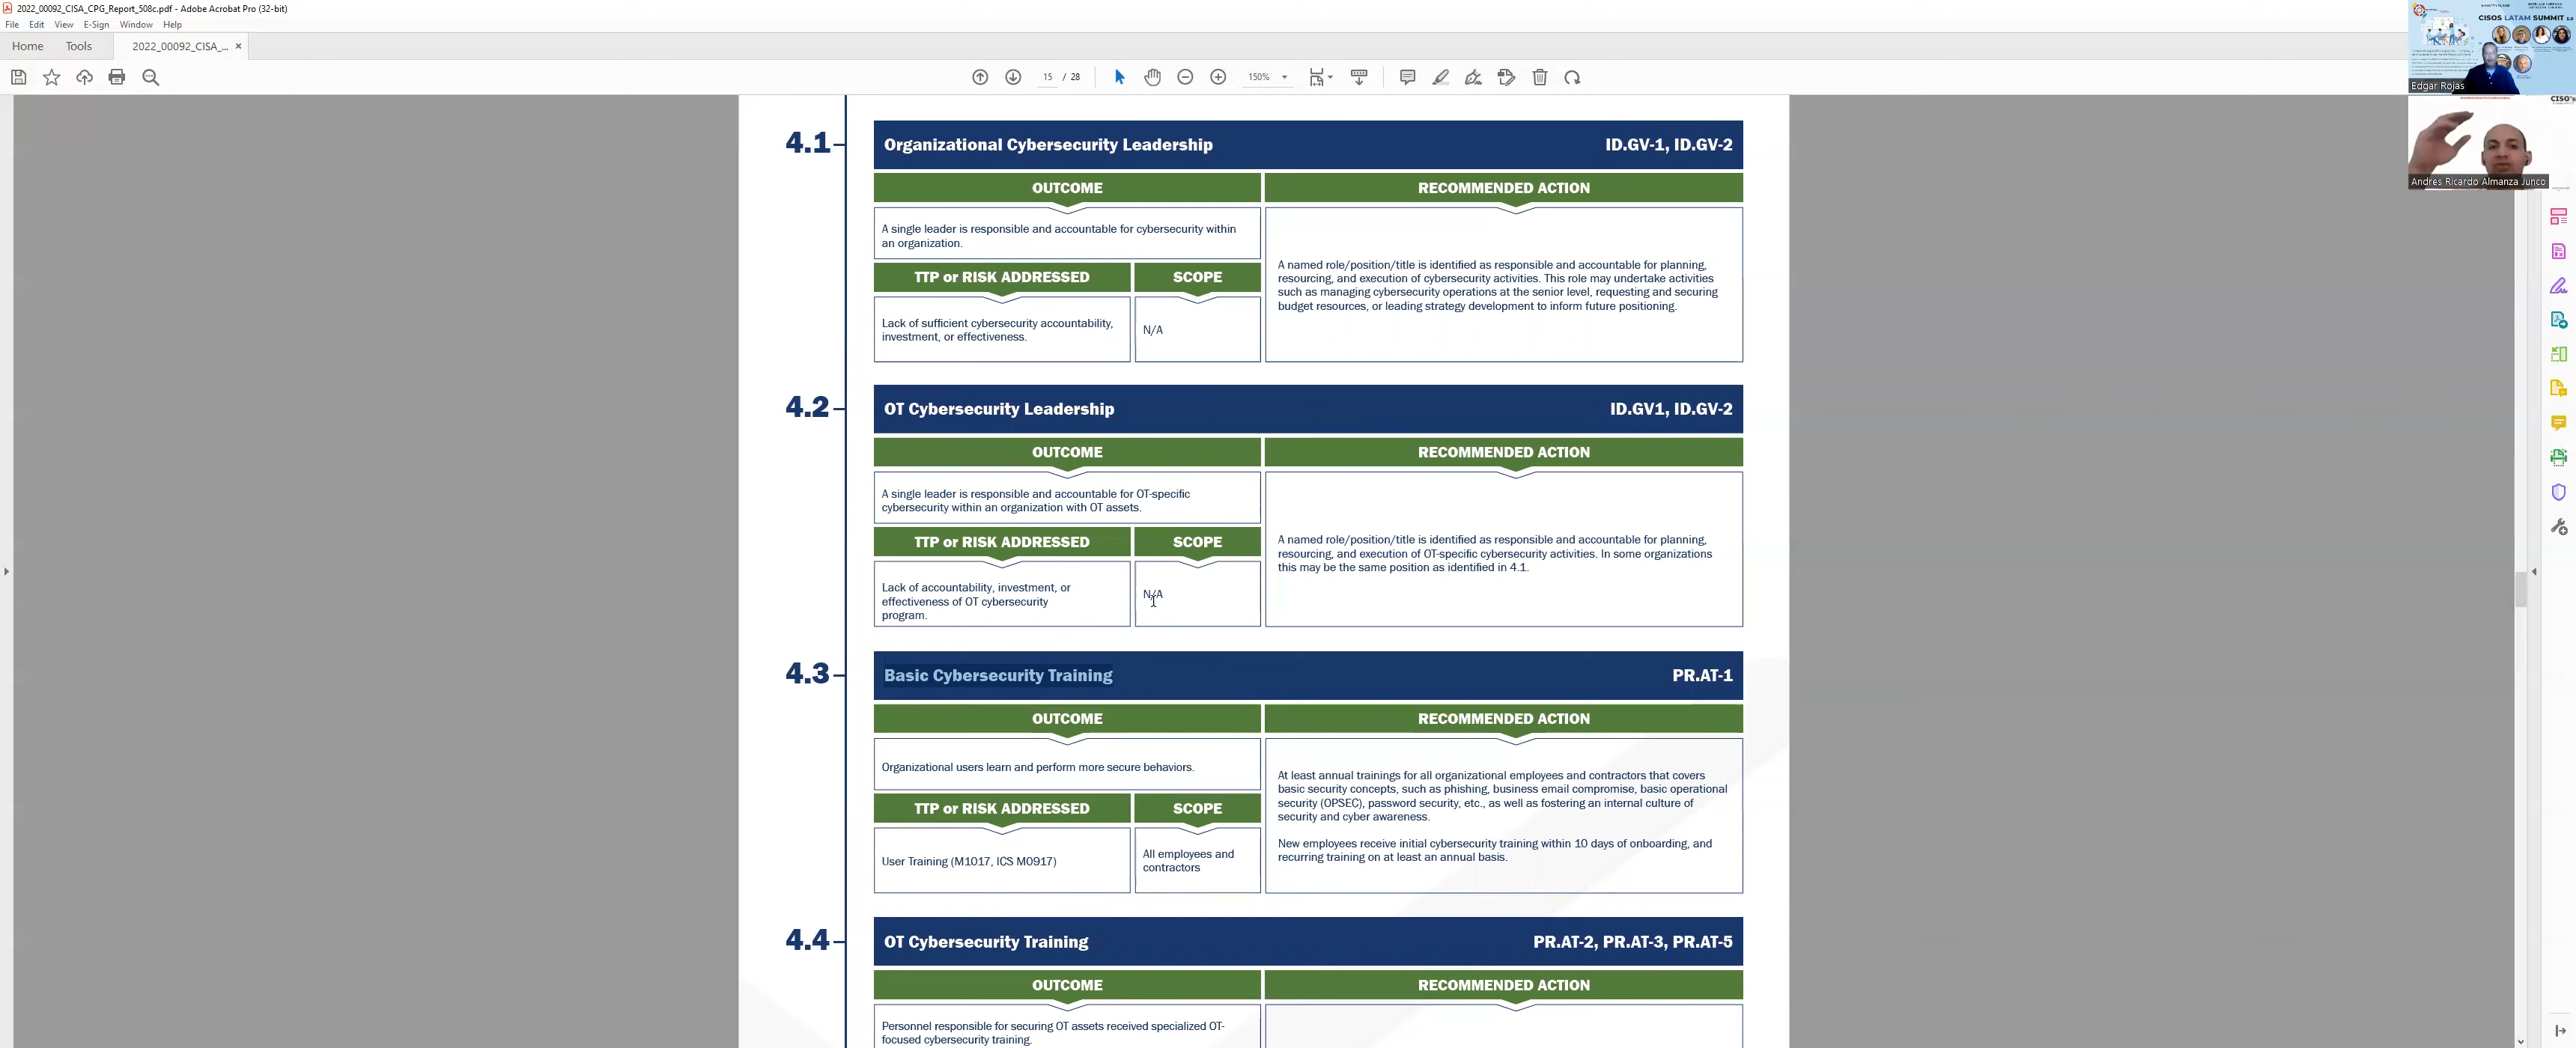 2022_00092_CISA_CPG_Report_508c.pdf - Adobe Acrobat Pro (32-bit)
File Edit View E-Sign Window Help
Home Tools 2022_00092_CISA_... ×
15 / 28 150%
CISOS LATAM SUMMIT
Edgar Rojas
CISO's
Andres Ricardo Almanza Junco
4.1
Organizational Cybersecurity Leadership ID.GV-1, ID.GV-2
OUTCOME
A single leader is responsible and accountable for cybersecurity within
an organization.
TTP or RISK ADDRESSED
Lack of sufficient cybersecurity accountability,
investment, or effectiveness.
SCOPE
N/A
RECOMMENDED ACTION
A named role/position/title is identified as responsible and accountable for planning,
resourcing, and execution of cybersecurity activities. This role may undertake activities
such as managing cybersecurity operations at the senior level, requesting and securing
budget resources, or leading strategy development to inform future positioning.
4.2
OT Cybersecurity Leadership ID.GV1, ID.GV-2
OUTCOME
A single leader is responsible and accountable for OT-specific
cybersecurity within an organization with OT assets.
TTP or RISK ADDRESSED
Lack of accountability, investment, or
effectiveness of OT cybersecurity
program.
SCOPE
N/A
RECOMMENDED ACTION
A named role/position/title is identified as responsible and accountable for planning,
resourcing, and execution of OT-specific cybersecurity activities. In some organizations
this may be the same position as identified in 4.1.
4.3
Basic Cybersecurity Training PR.AT-1
OUTCOME
Organizational users learn and perform more secure behaviors.
TTP or RISK ADDRESSED
User Training (M1017, ICS M0917)
SCOPE
All employees and
contractors
RECOMMENDED ACTION
At least annual trainings for all organizational employees and contractors that covers
basic security concepts, such as phishing, business email compromise, basic operational
security (OPSEC), password security, etc., as well as fostering an internal culture of
security and cyber awareness.
New employees receive initial cybersecurity training within 10 days of onboarding, and
recurring training on at least an annual basis.
4.4
OT Cybersecurity Training PR.AT-2, PR.AT-3, PR.AT-5
OUTCOME
Personnel responsible for securing OT assets received specialized OT-
focused cybersecurity training.
RECOMMENDED ACTION